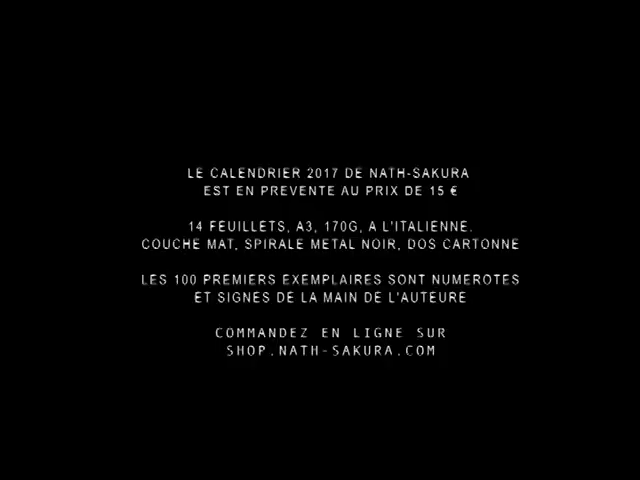 LE CALENDRIER 2017 DE NATH-SAKURA
EST EN PREVENTE AU PRIX DE 15 €
14 FEUILLETS, A3, 170G, A L'ITALIENNE.
COUCHE MAT, SPIRALE METAL NOIR, DOS CARTONNE
LES 100 PREMIERS EXEMPLAIRES SONT NUMEROTES
ET SIGNES DE LA MAIN DE L'AUTEURE
COMMANDEZ EN LIGNE SUR
SHOP.NATH-SAKURA.COM